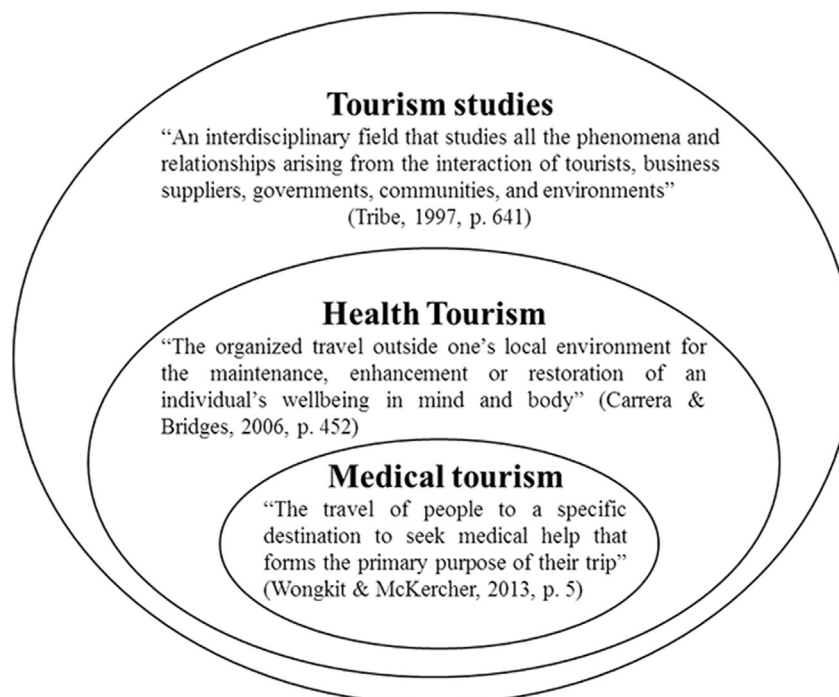 Tourism studies
“An interdisciplinary field that studies all the phenomena and
relationships arising from the interaction of tourists, business
suppliers, governments, communities, and environments”
(Tribe, 1997, p. 641)
Health Tourism
“The organized travel outside one’s local environment for
the maintenance, enhancement or restoration of an
individual’s wellbeing in mind and body” (Carrera &
Bridges, 2006, p. 452)
Medical tourism
“The travel of people to a specific
destination to seek medical help that
forms the primary purpose of their trip”
(Wongkit & McKercher, 2013, p. 5)